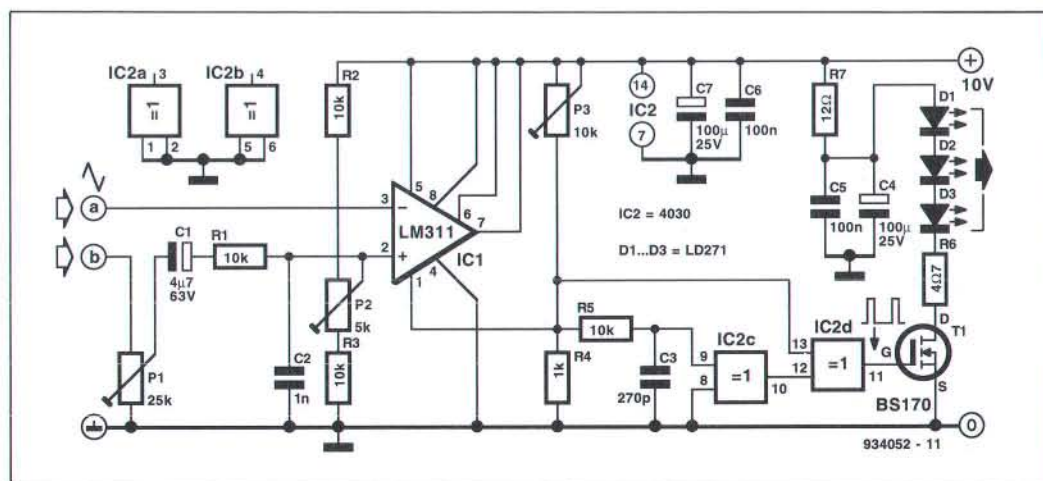 IC2a
3
=1
1
2
IC2b
4
=1
5
6
R2
10k
a
b
C1
4µ7
63V
R1
10k
P1
25k
C2
1n
P2
5k
R3
10k
3
2
5
8
6
7
4
1
LM311
IC1
P3
10k
14
IC2
7
C7
100µ
25V
C6
100n
IC2 = 4030
D1...D3 = LD271
R5
10k
R4
1k
C3
270p
9
8
IC2c
=1
10
13
12
IC2d
=1
11
R7
12Ω
C5
100n
C4
100µ
25V
+
10V
D1
D2
D3
R6
4Ω7
D
T1
G
S
BS170
0
934052 - 11